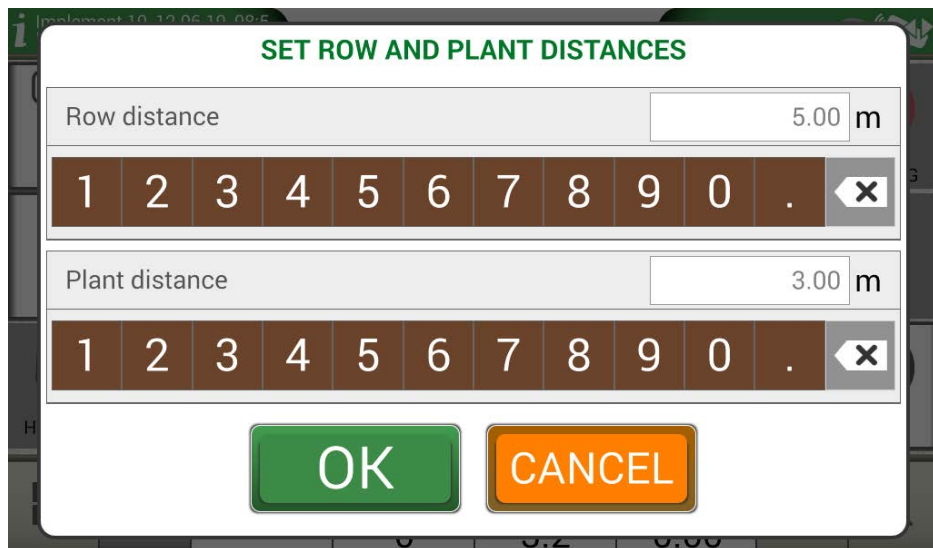 SET ROW AND PLANT DISTANCES
Row distance 5.00 m
1 2 3 4 5 6 7 8 9 0 .
Plant distance 3.00 m
1 2 3 4 5 6 7 8 9 0 .
OK CANCEL